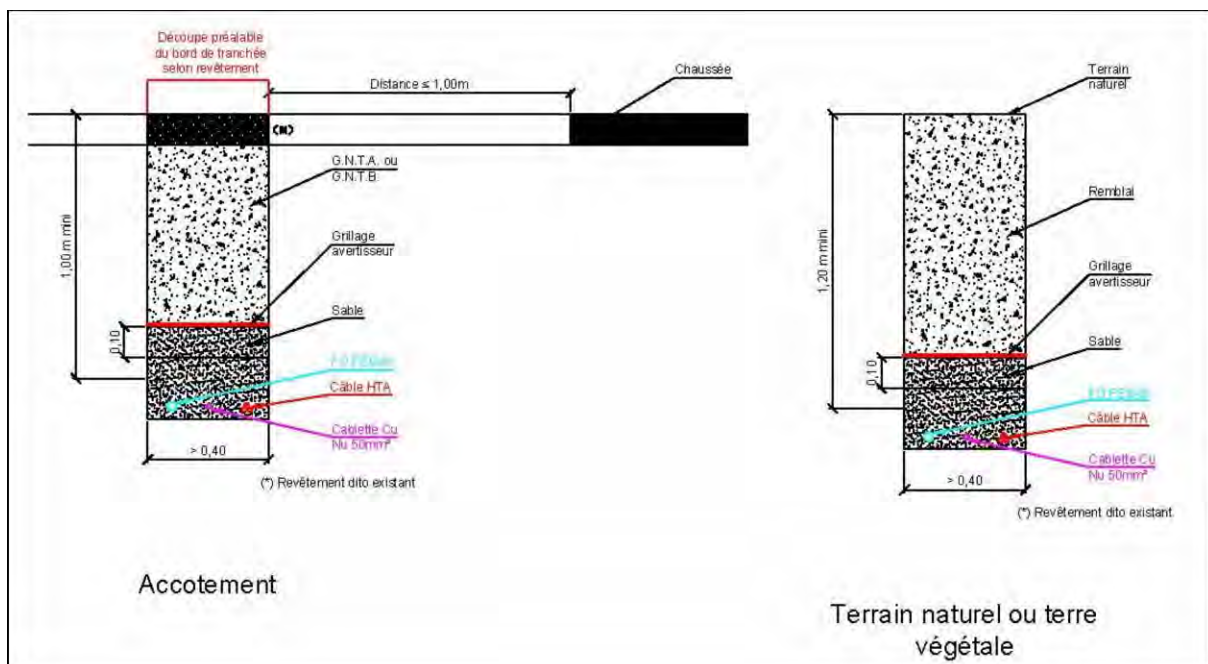 Découpe préalable
du bord de tranchée
selon revêtement
Distance ≤ 1,00m
Chaussée
(*)
G.N.T.A. ou
G.N.T.B.
Grillage
avertisseur
1,00 m mini
Sable
0,10
Câble HTA
Cablette Cu
Nu 50mm²
> 0,40
(*) Revêtement dito existant
Accotement
Terrain
naturel
Remblai
1,20 m mini
Grillage
avertisseur
Sable
0,10
Câble HTA
Cablette Cu
Nu 50mm²
> 0,40
(*) Revêtement dito existant
Terrain naturel ou terre
végétale